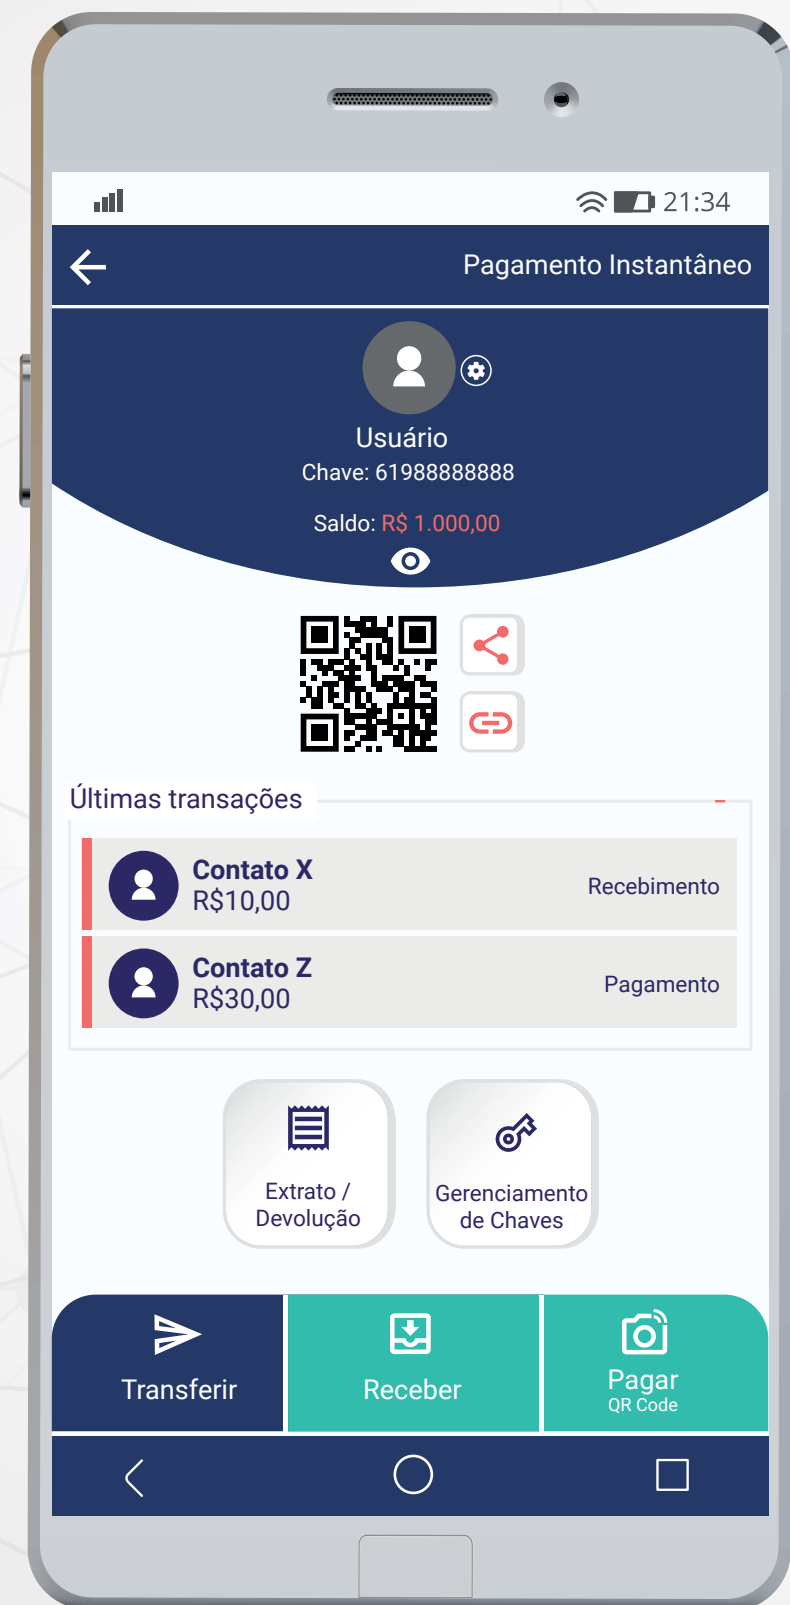 21:34
Pagamento Instantâneo
Usuário
Chave: 61988888888
Saldo: R$ 1.000,00
Últimas transações
Contato X
R$10,00
Recebimento
Contato Z
R$30,00
Pagamento
Extrato /
Devolução
Gerenciamento
de Chaves
Transferir
Receber
Pagar
QR Code